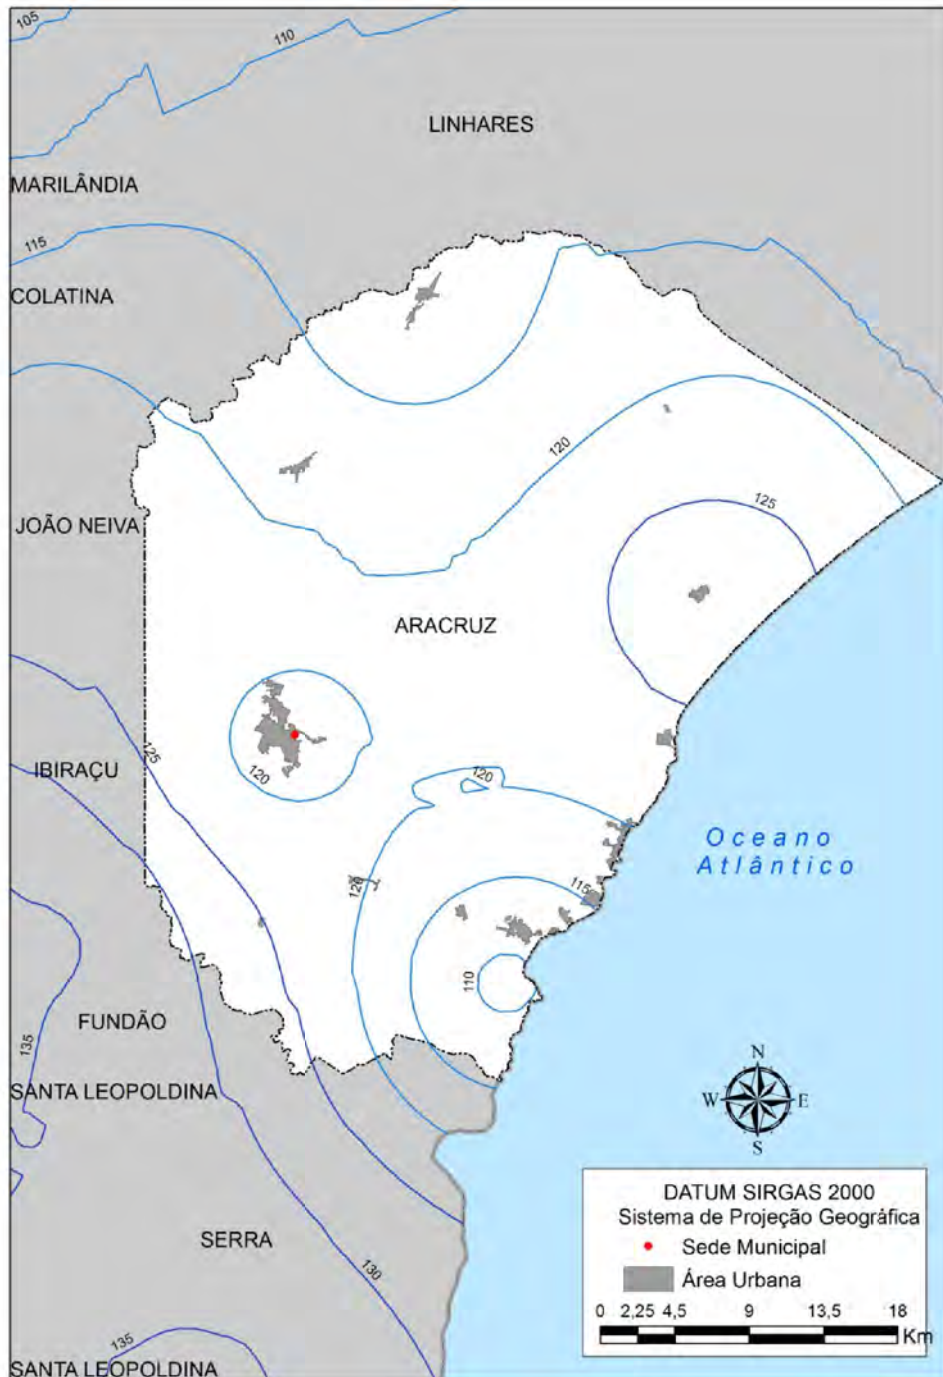 105
110
LINHARES
MARILÂNDIA
115
COLATINA
120
125
JOÃO NEIVA
ARACRUZ
125
IBIRAÇU
120
120
Oceano
Atlântico
120
115
110
FUNDÃO
135
SANTA LEOPOLDINA
N
W
E
S
SERRA
130
135
SANTA LEOPOLDINA
DATUM SIRGAS 2000
Sistema de Projeção Geográfica
Sede Municipal
Área Urbana
0 2,25 4,5 9 13,5 18
Km